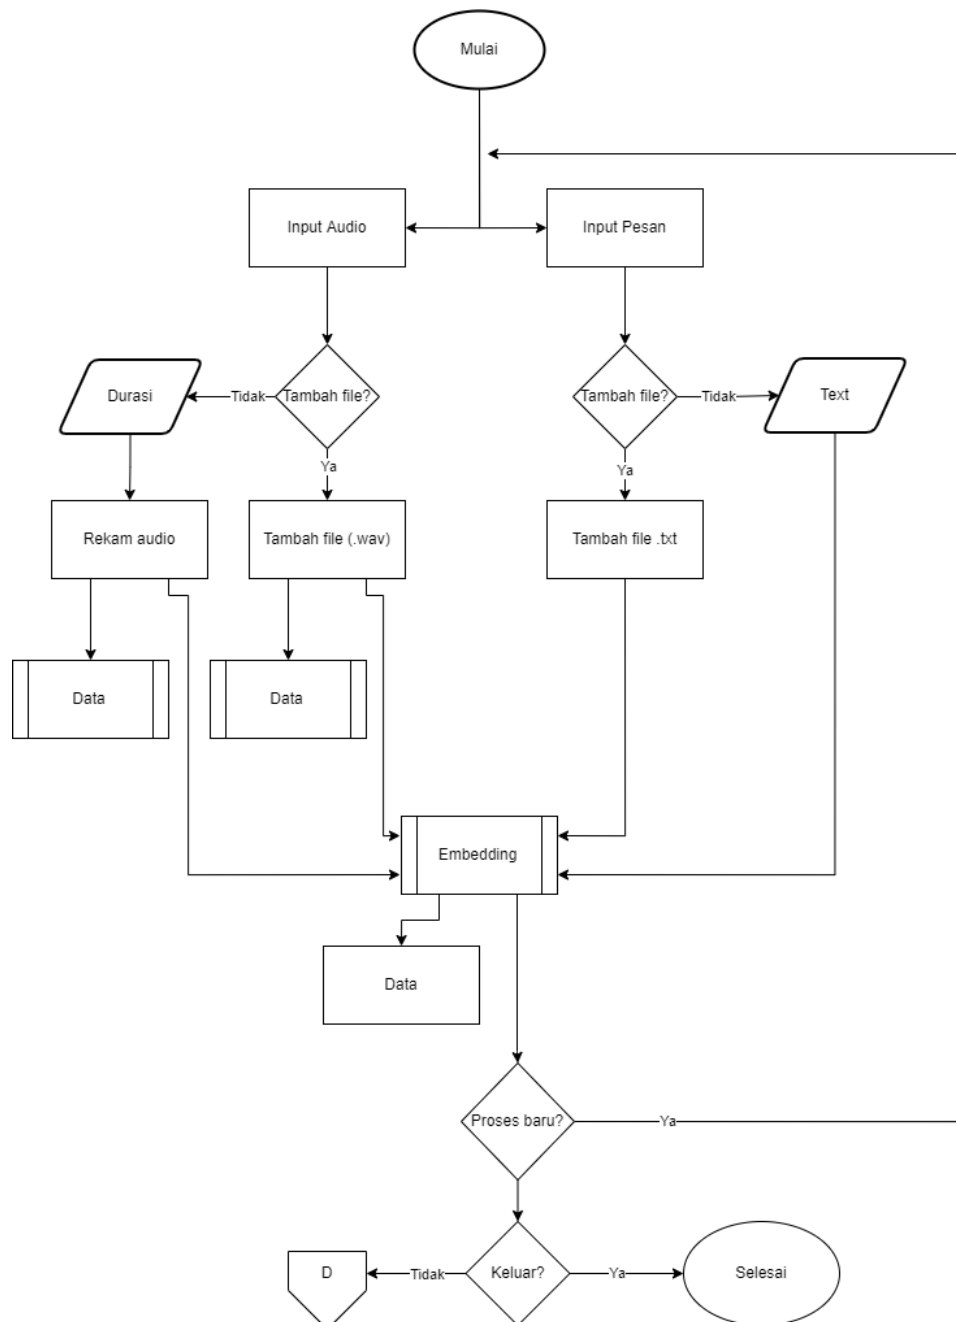 Mulai
Input Audio
Input Pesan
Durasi
Tidak
Tambah file?
Tambah file?
Tidak
Text
Ya
Ya
Rekam audio
Tambah file (.wav)
Tambah file .txt
Data
Data
Embedding
Data
Proses baru?
Ya
D
Tidak
Keluar?
Ya
Selesai